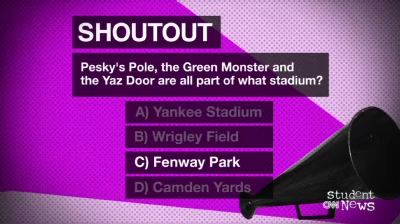 SHOUTOUT
Pesky's Pole, the Green Monster and
the Yaz Door are all part of what stadium?
A) Yankee Stadium
B) Wrigley Field
C) Fenway Park
D) Camden Yards
student
CNN News